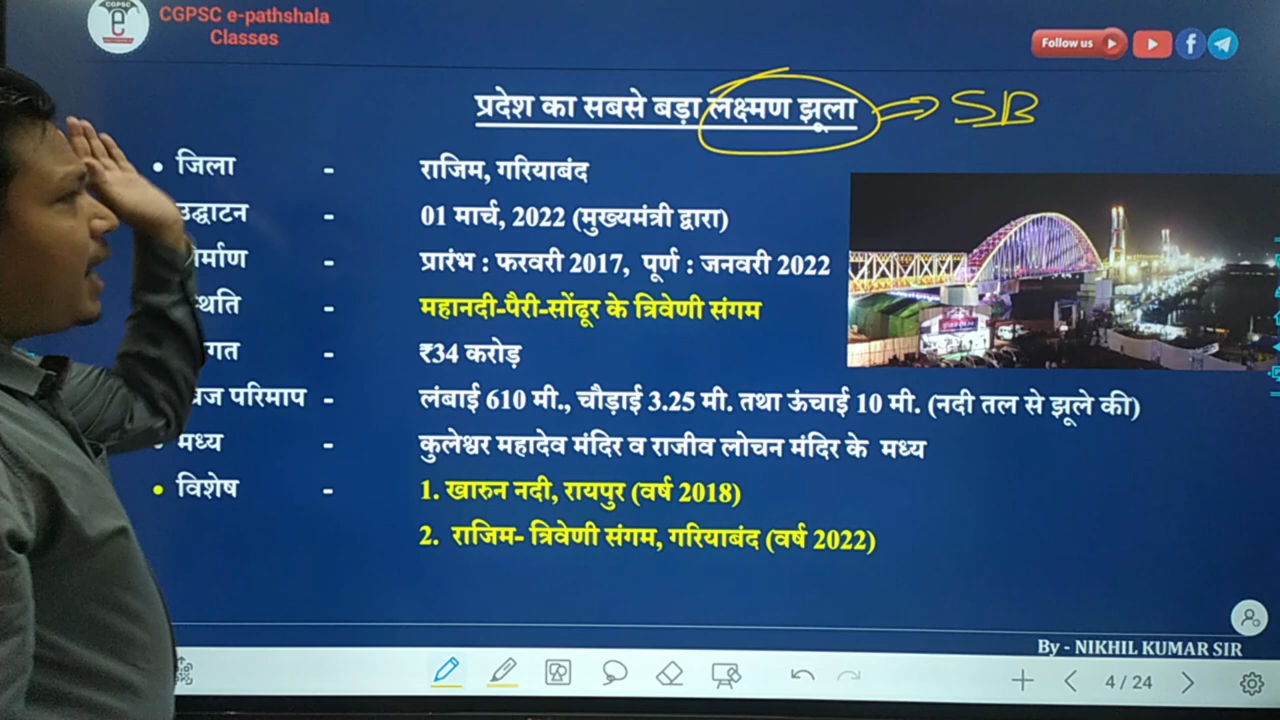 CGPSC
e
CGPSC e-pathshala
Classes
Follow us
प्रदेश का सबसे बड़ा लक्ष्मण झूला SB
• जिला - राजिम, गरियाबंद
उद्घाटन - 01 मार्च, 2022 (मुख्यमंत्री द्वारा)
र्माण - प्रारंभ : फरवरी 2017, पूर्ण : जनवरी 2022
थति - महानदी-पैरी-सोंढूर के त्रिवेणी संगम
गत - ₹34 करोड़
परिमाप - लंबाई 610 मी., चौड़ाई 3.25 मी. तथा ऊंचाई 10 मी. (नदी तल से झूले की)
• मध्य - कुलेश्वर महादेव मंदिर व राजीव लोचन मंदिर के मध्य
• विशेष - 1. खारुन नदी, रायपुर (वर्ष 2018)
2. राजिम- त्रिवेणी संगम, गरियाबंद (वर्ष 2022)
By - NIKHIL KUMAR SIR
4 / 24